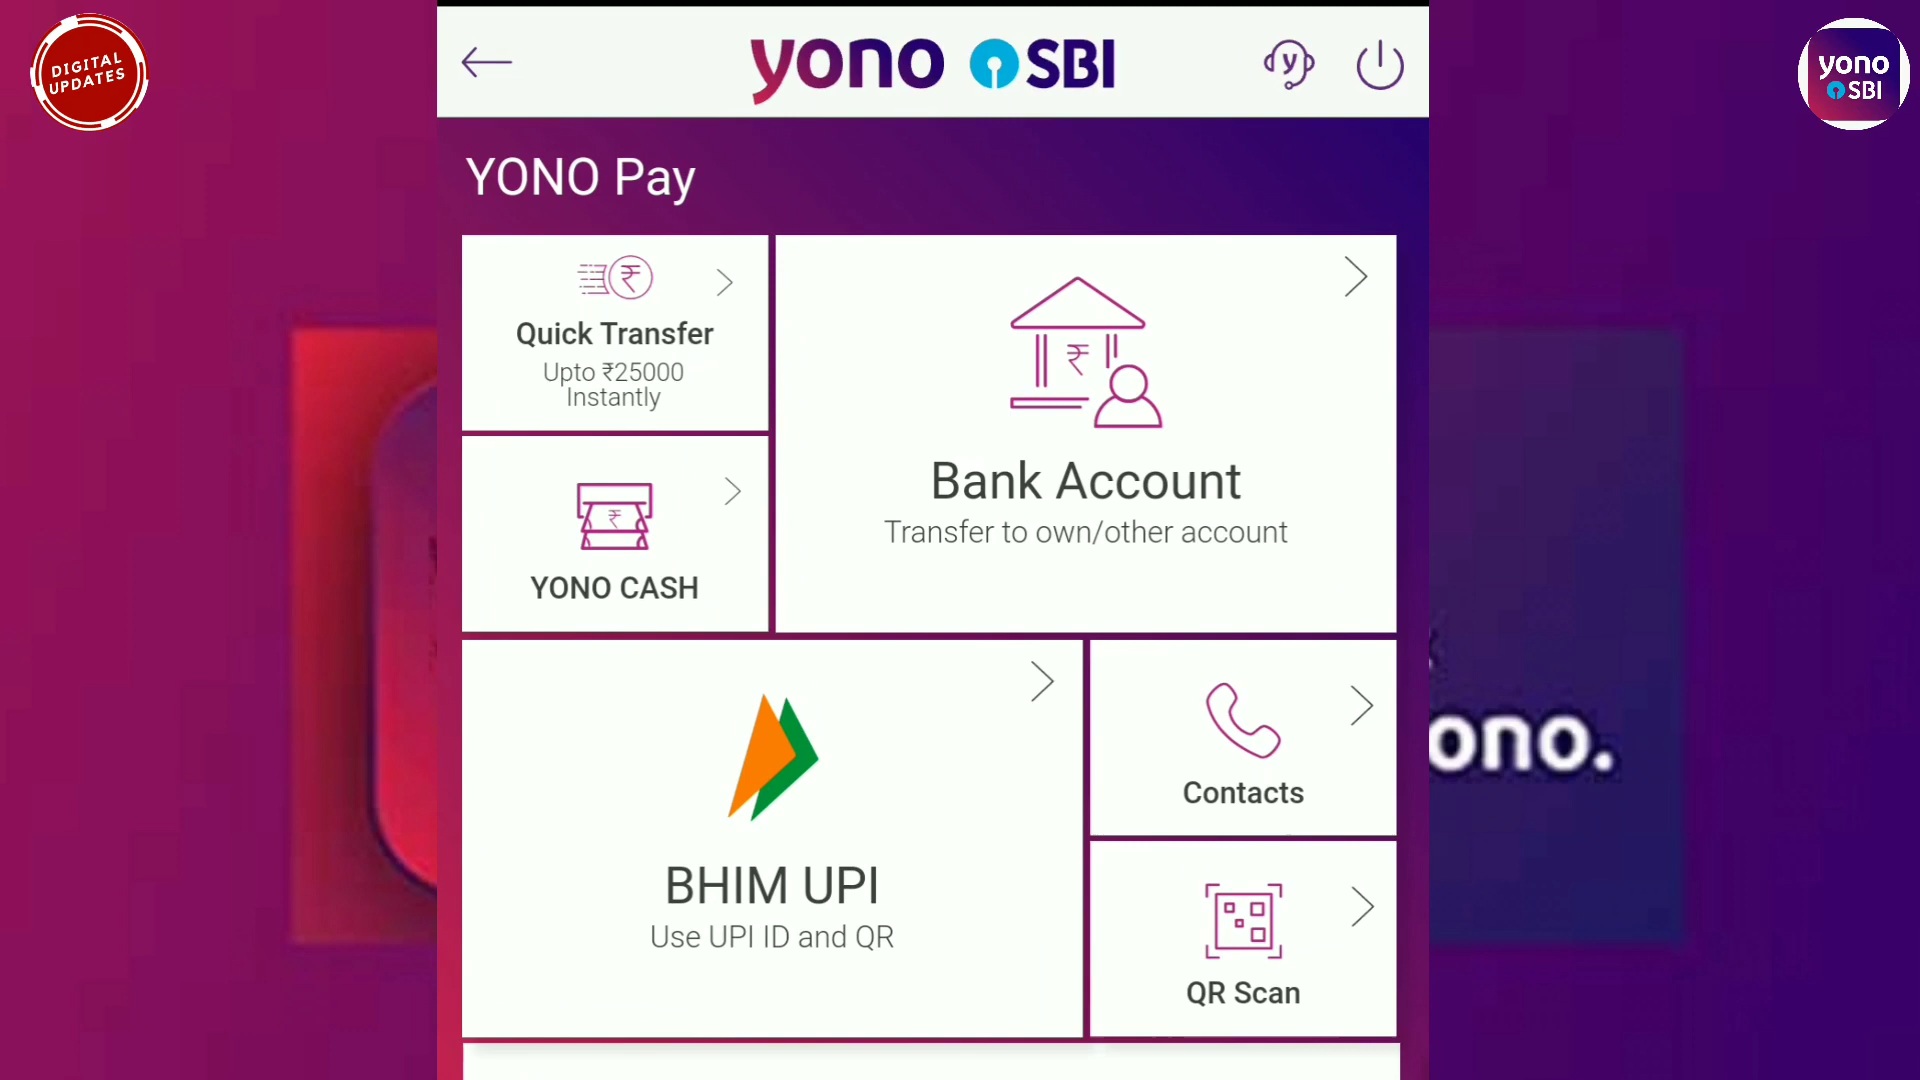 DIGITAL
UPDATES
yono SBI
yono
SBI
YONO Pay
Quick Transfer
Upto ₹25000
Instantly
Bank Account
Transfer to own/other account
YONO CASH
BHIM UPI
Use UPI ID and QR
Contacts
QR Scan
ono.